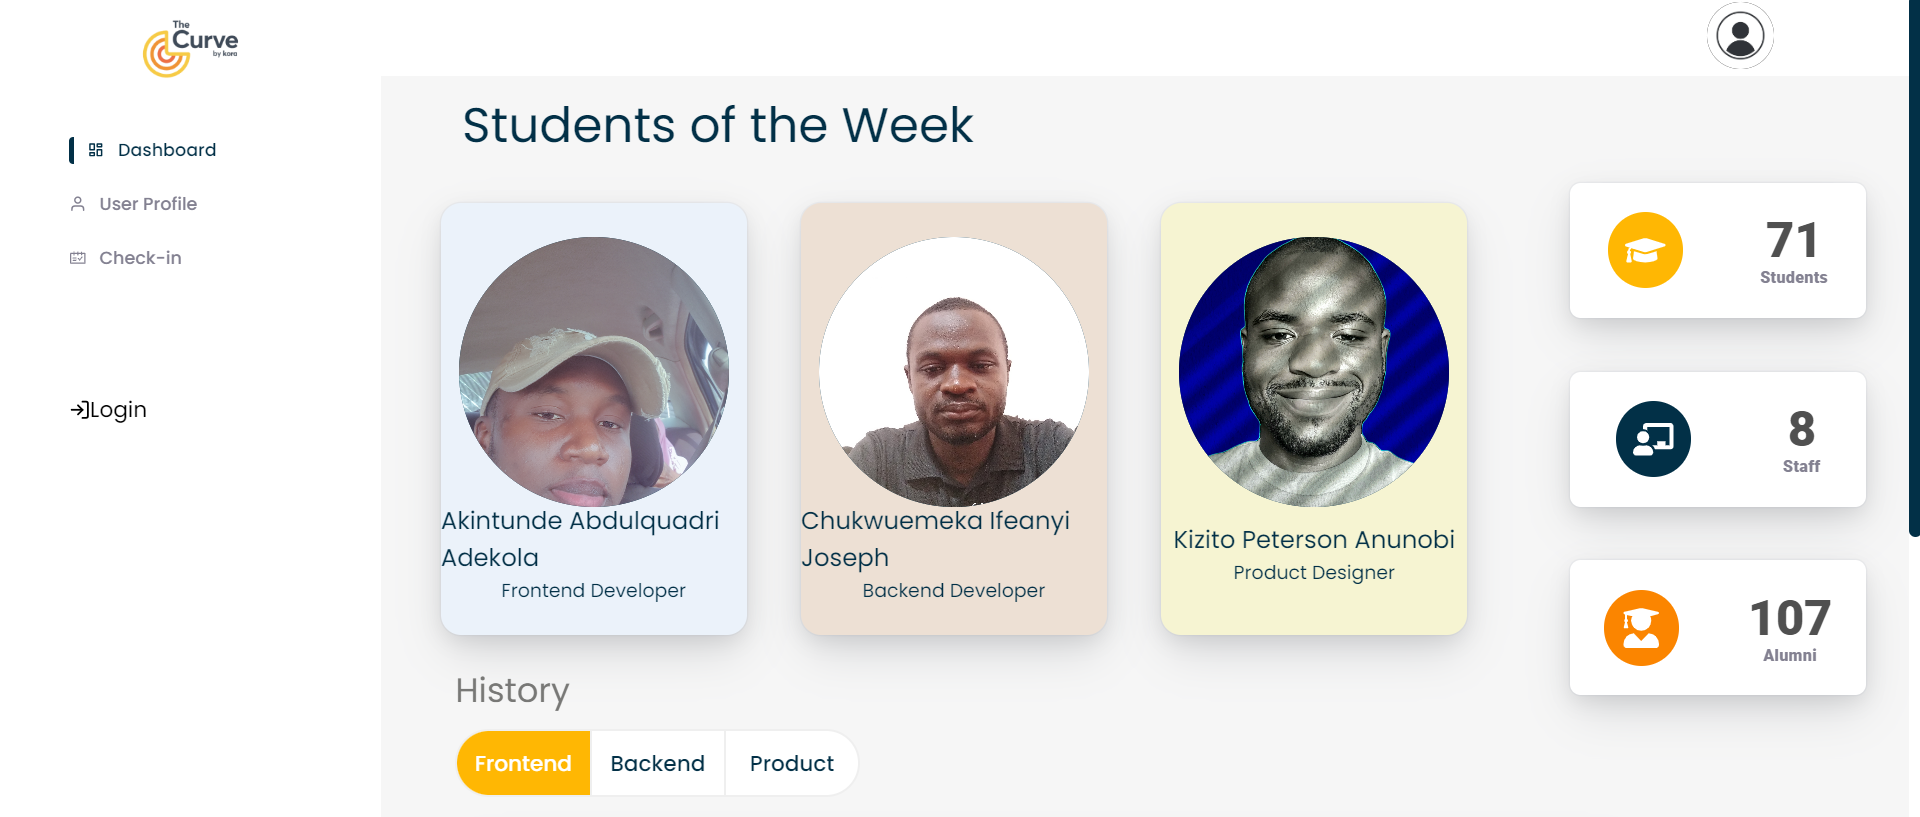 The
Curve
by kora
Dashboard
User Profile
Check-in
Login
Students of the Week
Akintunde Abdulquadri
Adekola
Frontend Developer
Chukwuemeka Ifeanyi
Joseph
Backend Developer
Kizito Peterson Anunobi
Product Designer
71
Students
8
Staff
107
Alumni
History
Frontend
Backend
Product